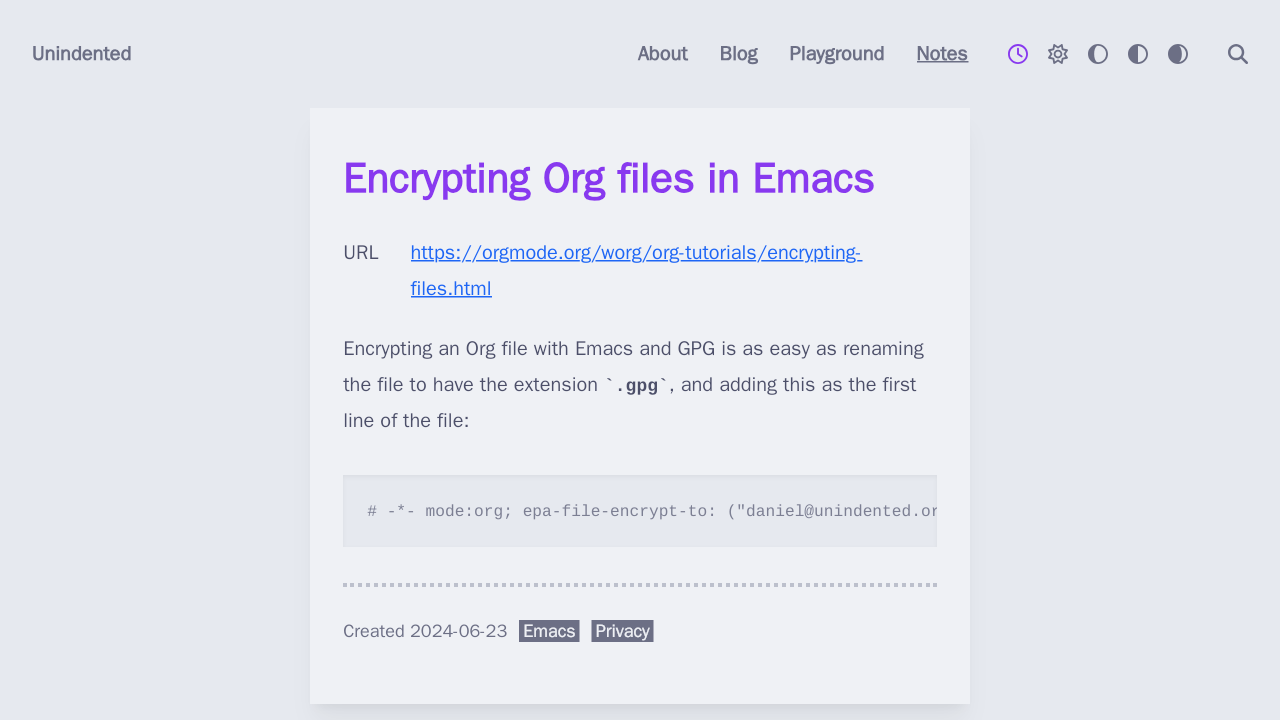 Unindented
About Blog Playground Notes
Encrypting Org files in Emacs
URL https://orgmode.org/worg/org-tutorials/encrypting-
files.html
Encrypting an Org file with Emacs and GPG is as easy as renaming
the file to have the extension `.gpg`, and adding this as the first
line of the file:
# -*- mode:org; epa-file-encrypt-to: ("daniel@unindented.or
Created 2024-06-23 Emacs Privacy